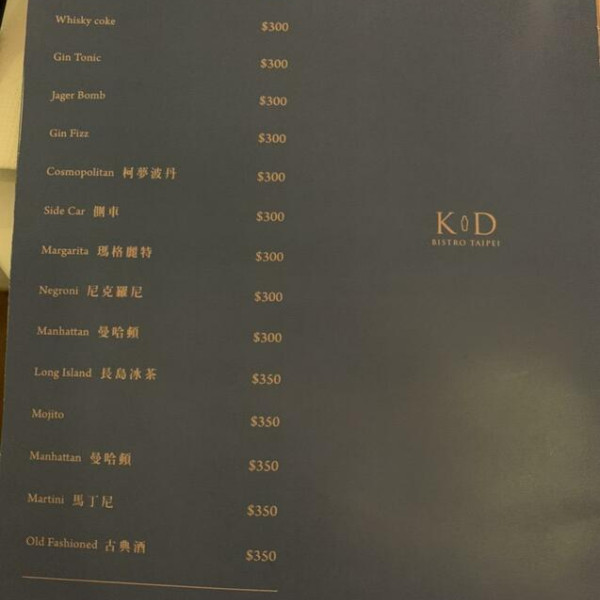 Whisky coke $300
Gin Tonic $300
Jager Bomb $300
Gin Fizz $300
Cosmopolitan 柯夢波丹 $300
Side Car 側車 $300
Margarita 瑪格麗特 $300
Negroni 尼克羅尼 $300
Manhattan 曼哈頓 $300
Long Island 長島冰茶 $350
Mojito $350
Manhattan 曼哈頓 $350
Martini 馬丁尼 $350
Old Fashioned 古典酒 $350
K D
BISTRO TAIPEI